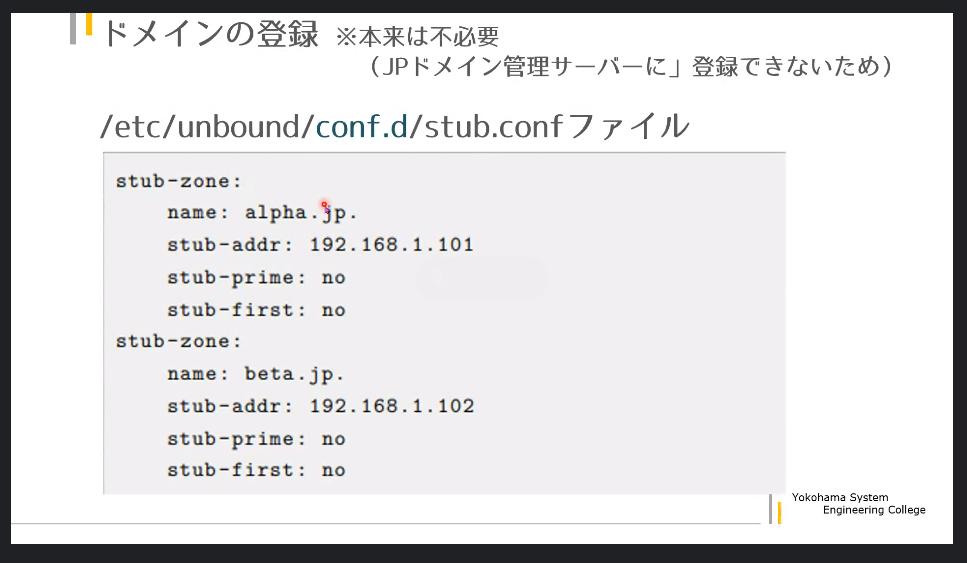 ドメインの登録 ※本来は不必要
（JPドメイン管理サーバーに」登録できないため）
/etc/unbound/conf.d/stub.confファイル
stub-zone:
name: alpha.jp.
stub-addr: 192.168.1.101
stub-prime: no
stub-first: no
stub-zone:
name: beta.jp.
stub-addr: 192.168.1.102
stub-prime: no
stub-first: no
Yokohama System
Engineering College